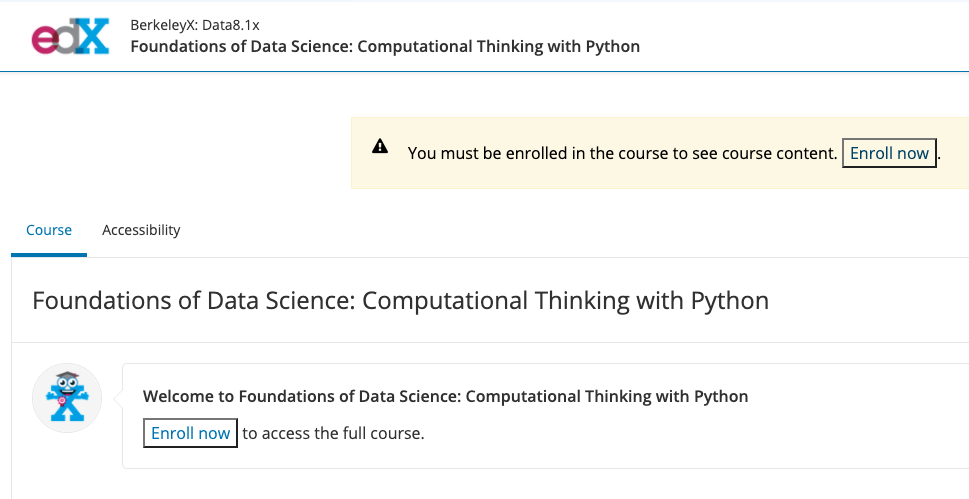 edX
BerkeleyX: Data8.1x
Foundations of Data Science: Computational Thinking with Python
You must be enrolled in the course to see course content. Enroll now.
Course Accessibility
Foundations of Data Science: Computational Thinking with Python
Welcome to Foundations of Data Science: Computational Thinking with Python
Enroll now to access the full course.